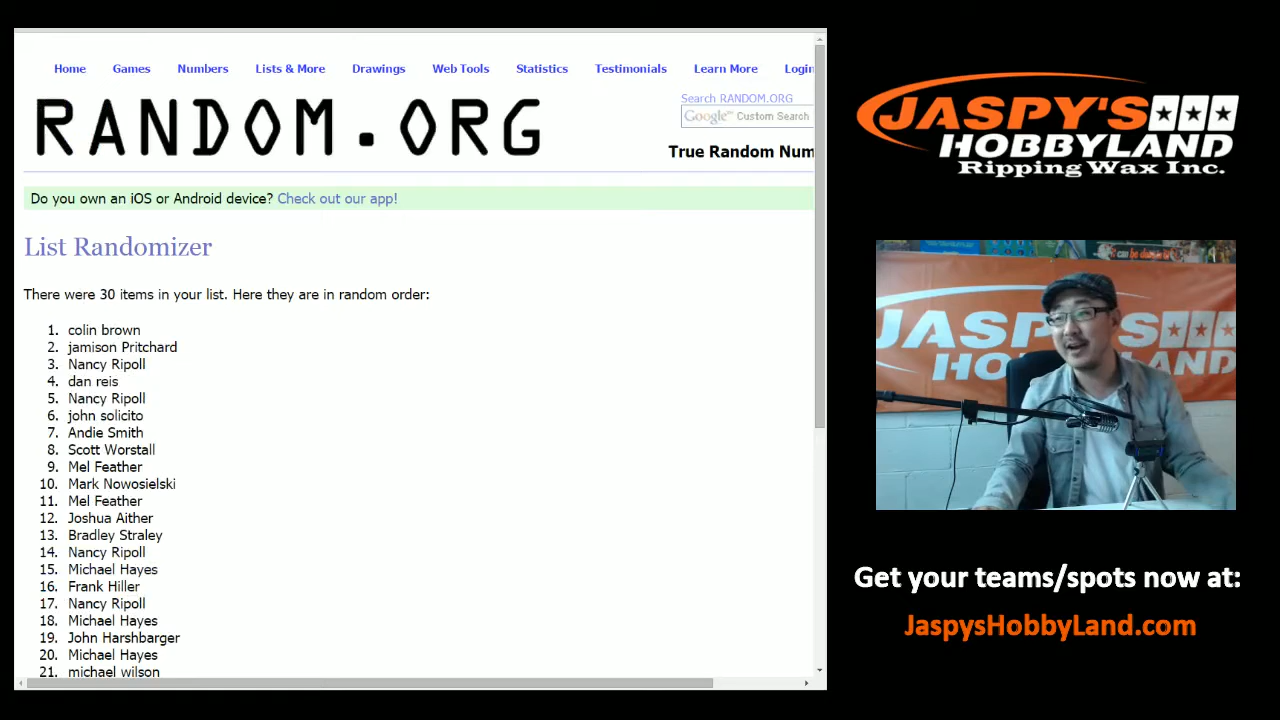 Home Games Numbers Lists & More Drawings Web Tools Statistics Testimonials Learn More Login
RANDOM.ORG
Search RANDOM.ORG
Google™ Custom Search
True Random Num
Do you own an iOS or Android device? Check out our app!
List Randomizer
There were 30 items in your list. Here they are in random order:
1. colin brown
2. jamison Pritchard
3. Nancy Ripoll
4. dan reis
5. Nancy Ripoll
6. john solicito
7. Andie Smith
8. Scott Worstall
9. Mel Feather
10. Mark Nowosielski
11. Mel Feather
12. Joshua Aither
13. Bradley Straley
14. Nancy Ripoll
15. Michael Hayes
16. Frank Hiller
17. Nancy Ripoll
18. Michael Hayes
19. John Harshbarger
20. Michael Hayes
21. michael wilson
JASPY'S
HOBBYLAND
Ripping Wax Inc.
JASPY'S
HO
Get your teams/spots now at:
JaspysHobbyLand.com